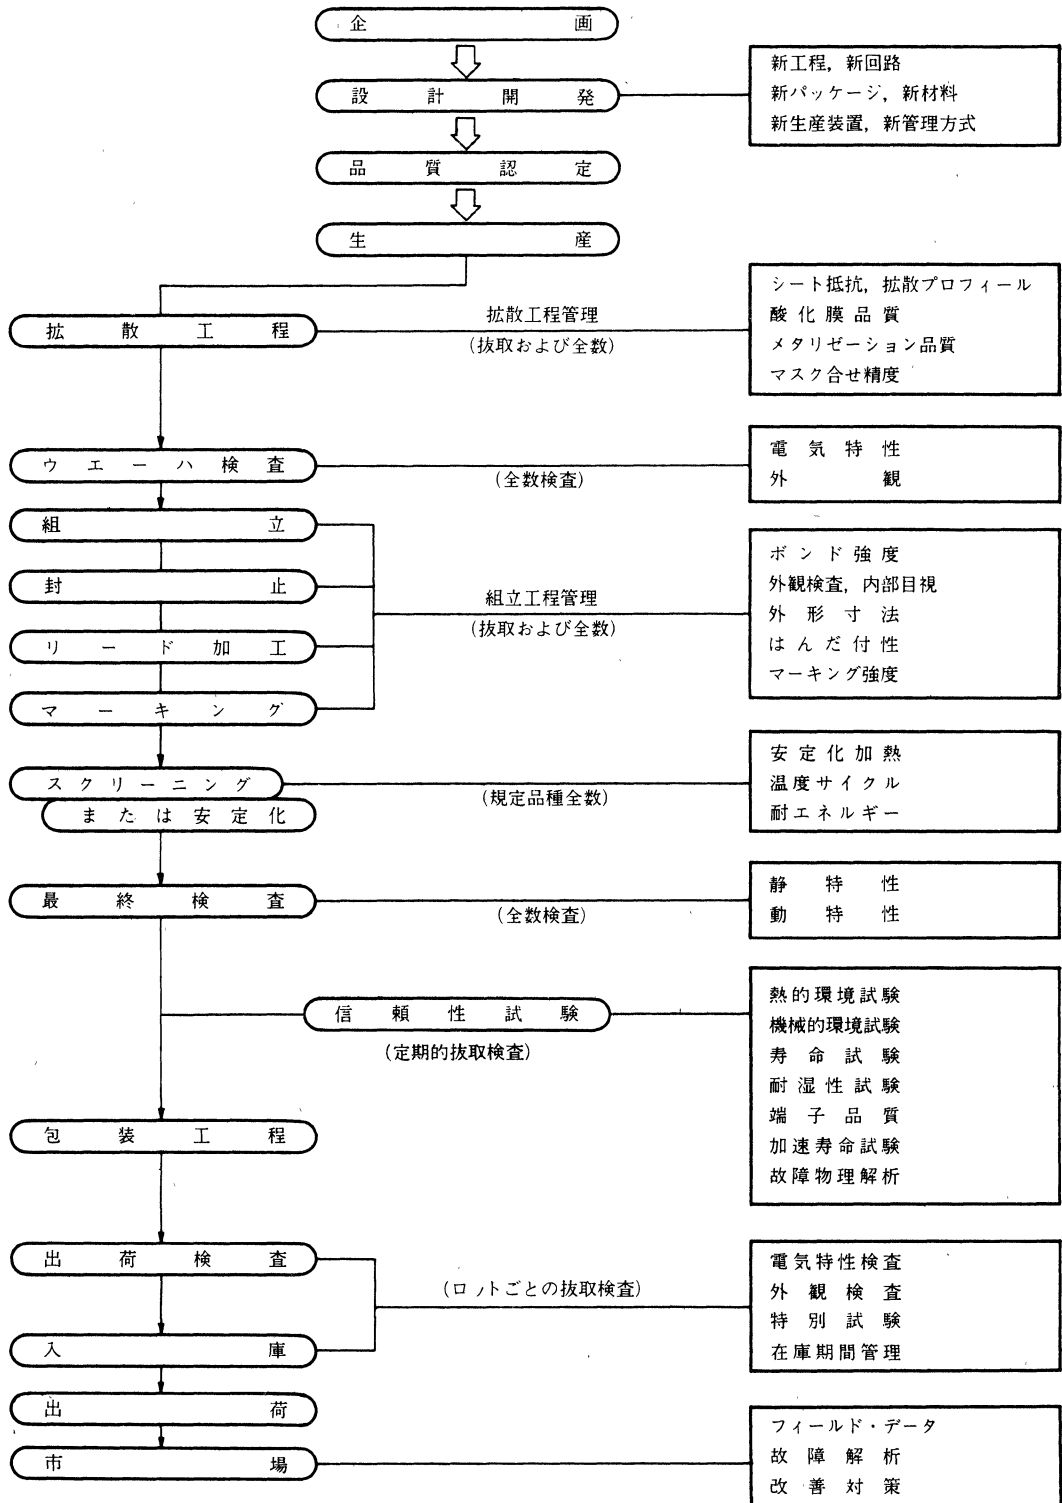 企画
設計開発
新工程，新回路
新パッケージ，新材料
新生産装置，新管理方式
品質認定
生産
拡散工程
拡散工程管理
(抜取および全数)
シート抵抗，拡散プロフィール
酸化膜品質
メタリゼーション品質
マスク合せ精度
ウエーハ検査
(全数検査)
電気特性
外観
組立
封止
リード加工
マーキング
組立工程管理
(抜取および全数)
ボンド強度
外観検査，内部目視
外形寸法
はんだ付性
マーキング強度
スクリーニング
または安定化
(規定品種全数)
安定化加熱
温度サイクル
耐エネルギー
最終検査
(全数検査)
静特性
動特性
信頼性試験
(定期的抜取検査)
熱的環境試験
機械的環境試験
寿命試験
耐湿性試験
端子品質
加速寿命試験
故障物理解析
包装工程
出荷検査
入庫
(ロットごとの抜取検査)
電気特性検査
外観検査
特別試験
在庫期間管理
出荷
市場
フィールド・データ
故障解析
改善対策